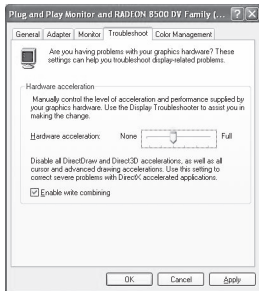 Plug and Play Monitor and RADEON 8500 DV Family (...
General Adapter Monitor Troubleshoot Color Management
Are you having problems with your graphics hardware? These
settings can help you troubleshoot display-related problems.
Hardware acceleration
Manually control the level of acceleration and performance supplied by
your graphics hardware. Use the Display Troubleshooter to assist you in
making the change.
Hardware acceleration: None Full
Disable all DirectDraw and Direct3D accelerations, as well as all
cursor and advanced drawing accelerations. Use this setting to
correct severe problems with DirectX accelerated applications.
Enable write combining
OK Cancel Apply